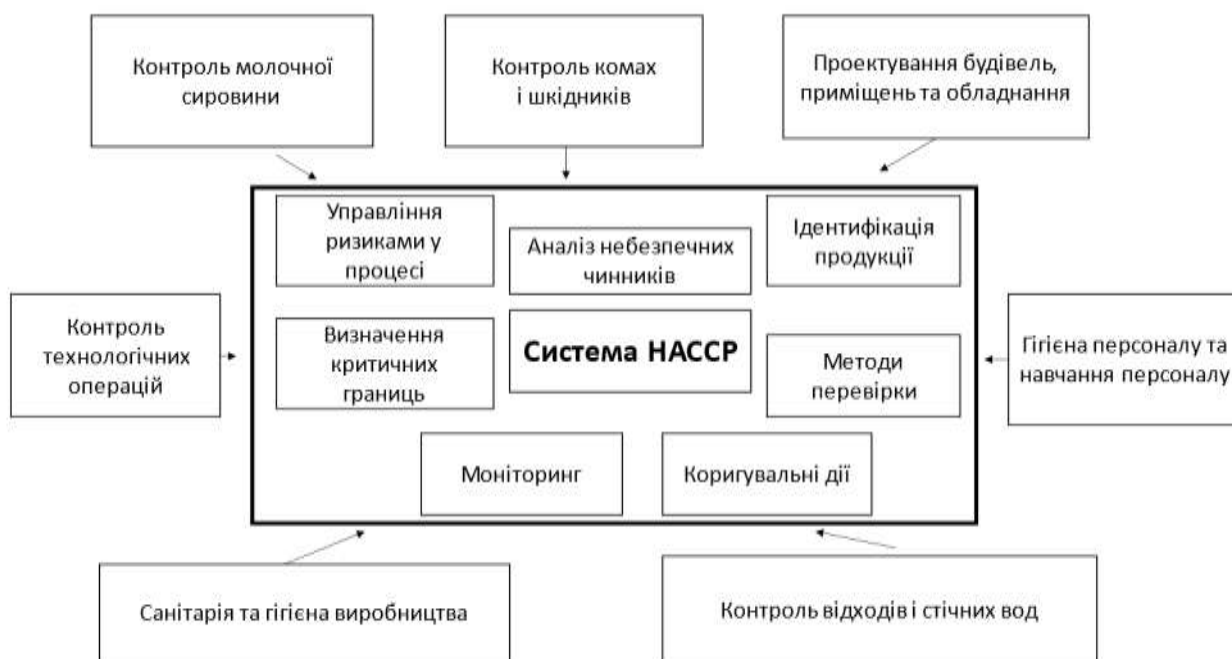 Контроль молочної
сировини
Контроль комах
і шкідників
Проектування будівель,
приміщень та обладнання
Управління
ризиками у
процесі
Аналіз небезпечних
чинників
Ідентифікація
продукції
Контроль
технологічних
операцій
Визначення
критичних
границь
Система НАССР
Методи
перевірки
Гігієна персоналу та
навчання персоналу
Моніторинг
Коригувальні дії
Санітарія та гігієна виробництва
Контроль відходів і стічних вод